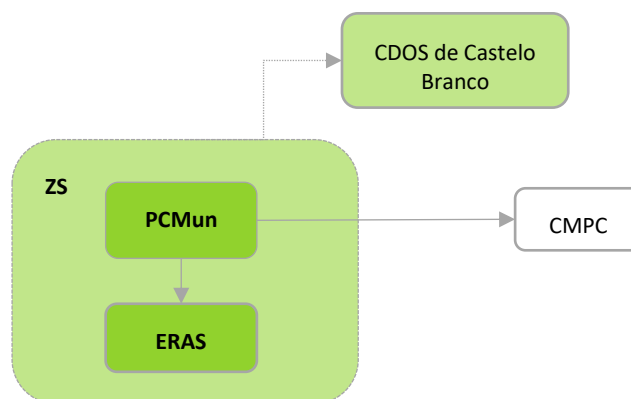 CDOS de Castelo
Branco
ZS
PCMun
CMPC
ERAS